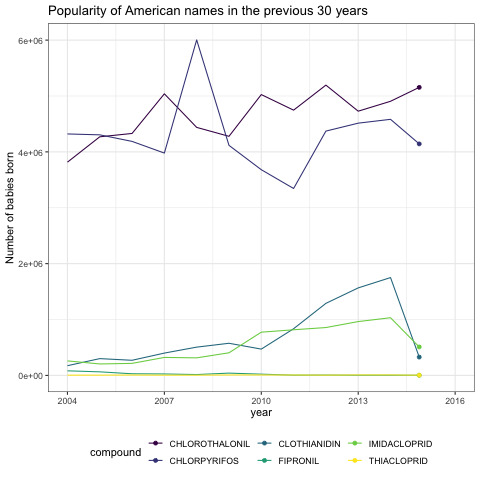 Popularity of American names in the previous 30 years
Number of babies born
6e+06
4e+06
2e+06
0e+00
2004 2007 2010 2013 2016
year
compound
CHLOROTHALONIL CLOTHIANIDIN IMIDACLOPRID
CHLORPYRIFOS FIPRONIL THIACLOPRID